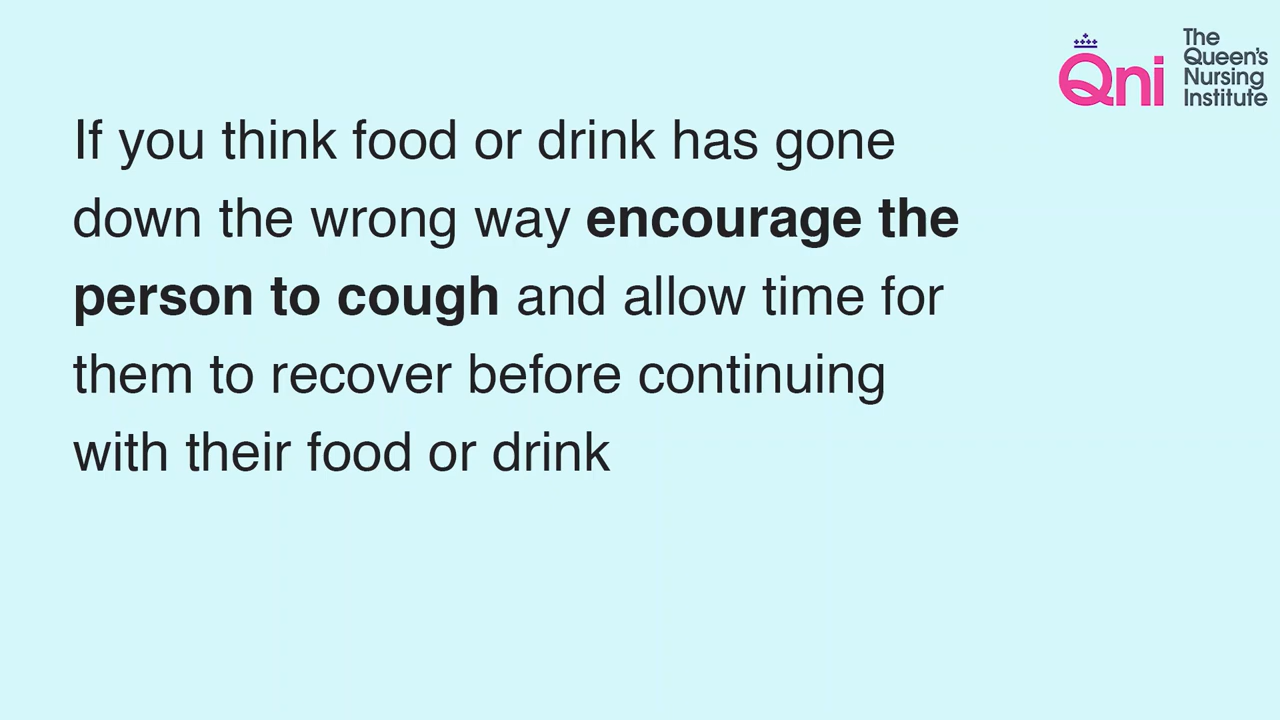 Qni
The
Queen's
Nursing
Institute
If you think food or drink has gone
down the wrong way encourage the
person to cough and allow time for
them to recover before continuing
with their food or drink